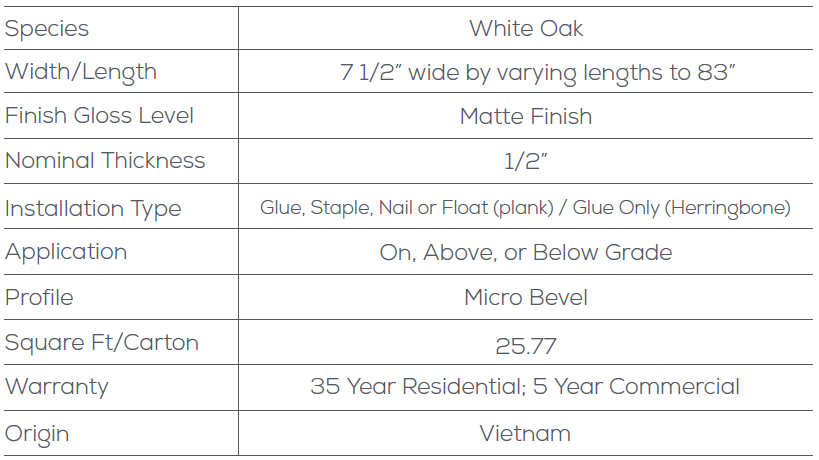 Species White Oak
Width/Length 7 1/2” wide by varying lengths to 83”
Finish Gloss Level Matte Finish
Nominal Thickness 1/2”
Installation Type Glue, Staple, Nail or Float (plank) / Glue Only (Herringbone)
Application On, Above, or Below Grade
Profile Micro Bevel
Square Ft/Carton 25.77
Warranty 35 Year Residential; 5 Year Commercial
Origin Vietnam